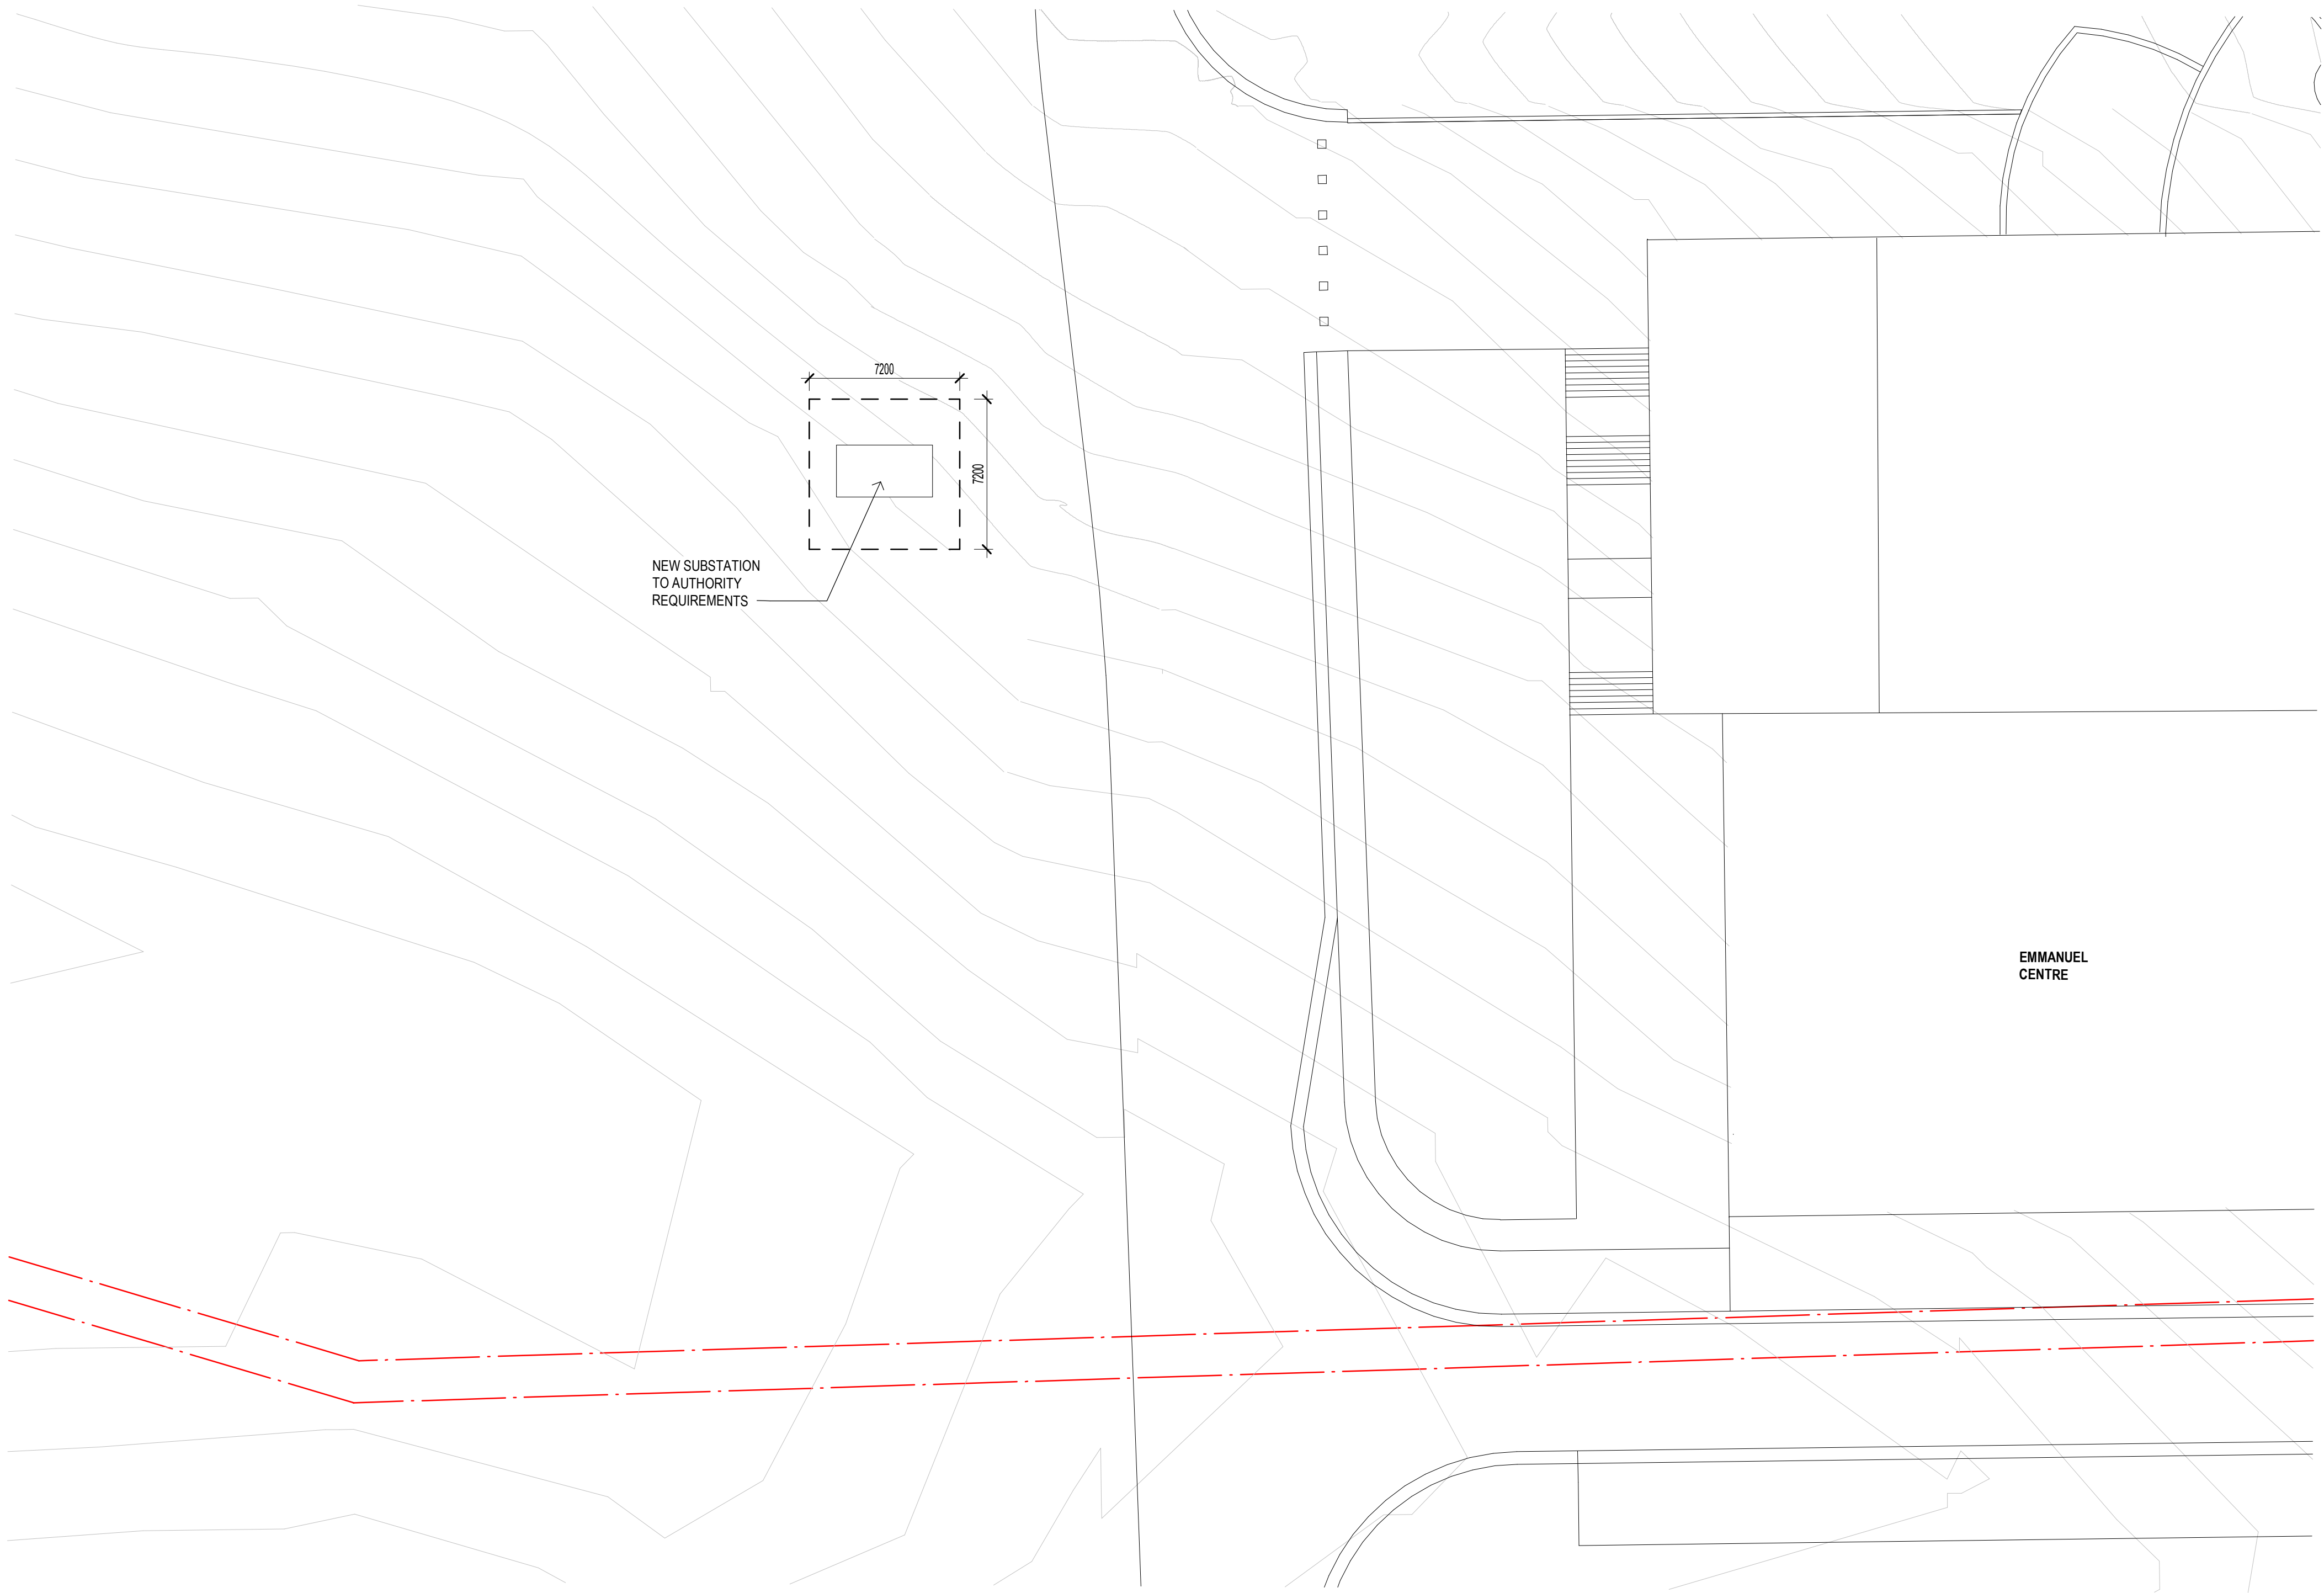 7200
7200
NEW SUBSTATION
TO AUTHORITY
REQUIREMENTS
EMMANUEL
CENTRE